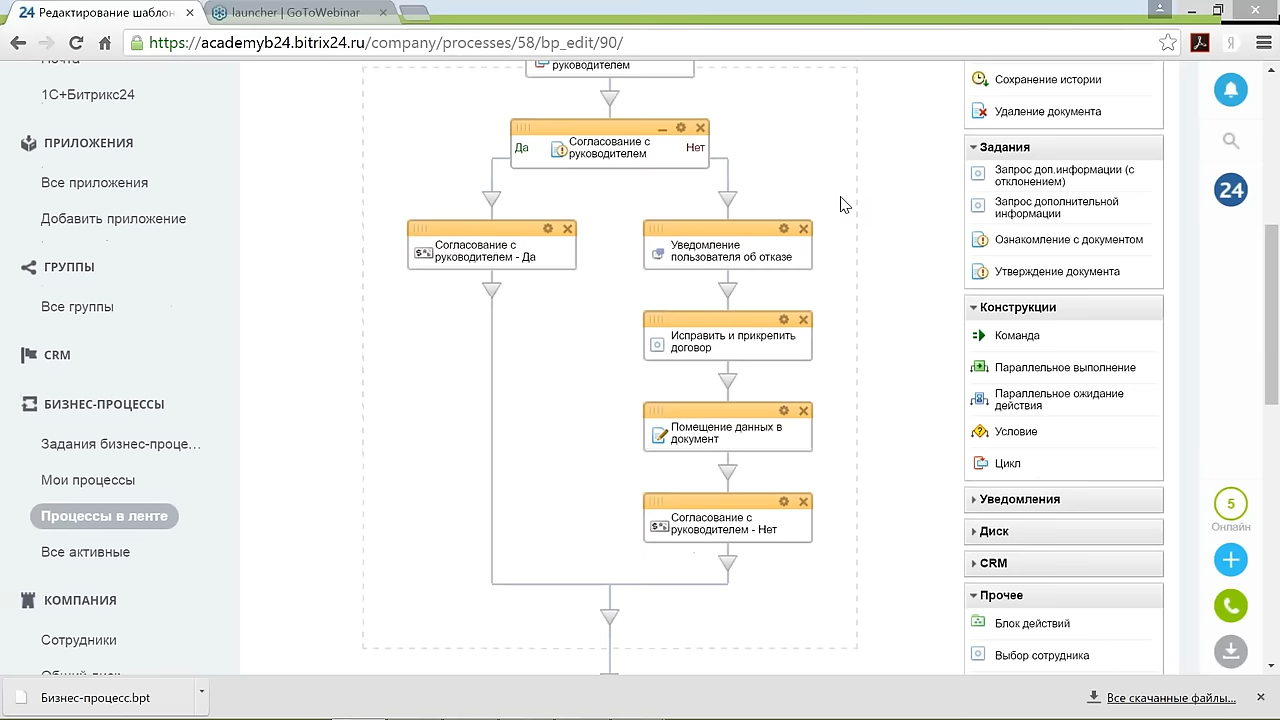 24 Редактирование шаблон
launcher | GoToWebinar
https://academyb24.bitrix24.ru/company/processes/58/bp_edit/90/
Почта
1С+Битрикс24
ПРИЛОЖЕНИЯ
Все приложения
Добавить приложение
ГРУППЫ
Все группы
CRM
БИЗНЕС-ПРОЦЕССЫ
Задания бизнес-проце...
Мои процессы
Процессы в ленте
Все активные
КОМПАНИЯ
Сотрудники
Общий диск
руководителем
Да
Согласование с
руководителем
Нет
Согласование с
руководителем - Да
Уведомление
пользователя об отказе
Исправить и прикрепить
договор
Помещение данных в
документ
Согласование с
руководителем - Нет
Сохранение истории
Удаление документа
Задания
Запрос доп.информации (с
отклонением)
Запрос дополнительной
информации
Ознакомление с документом
Утверждение документа
Конструкции
Команда
Параллельное выполнение
Параллельное ожидание
действия
Условие
Цикл
Уведомления
Диск
CRM
Прочее
Блок действий
Выбор сотрудника
24
5
Онлайн
Бизнес-процесс.bpt
Все скачанные файлы...